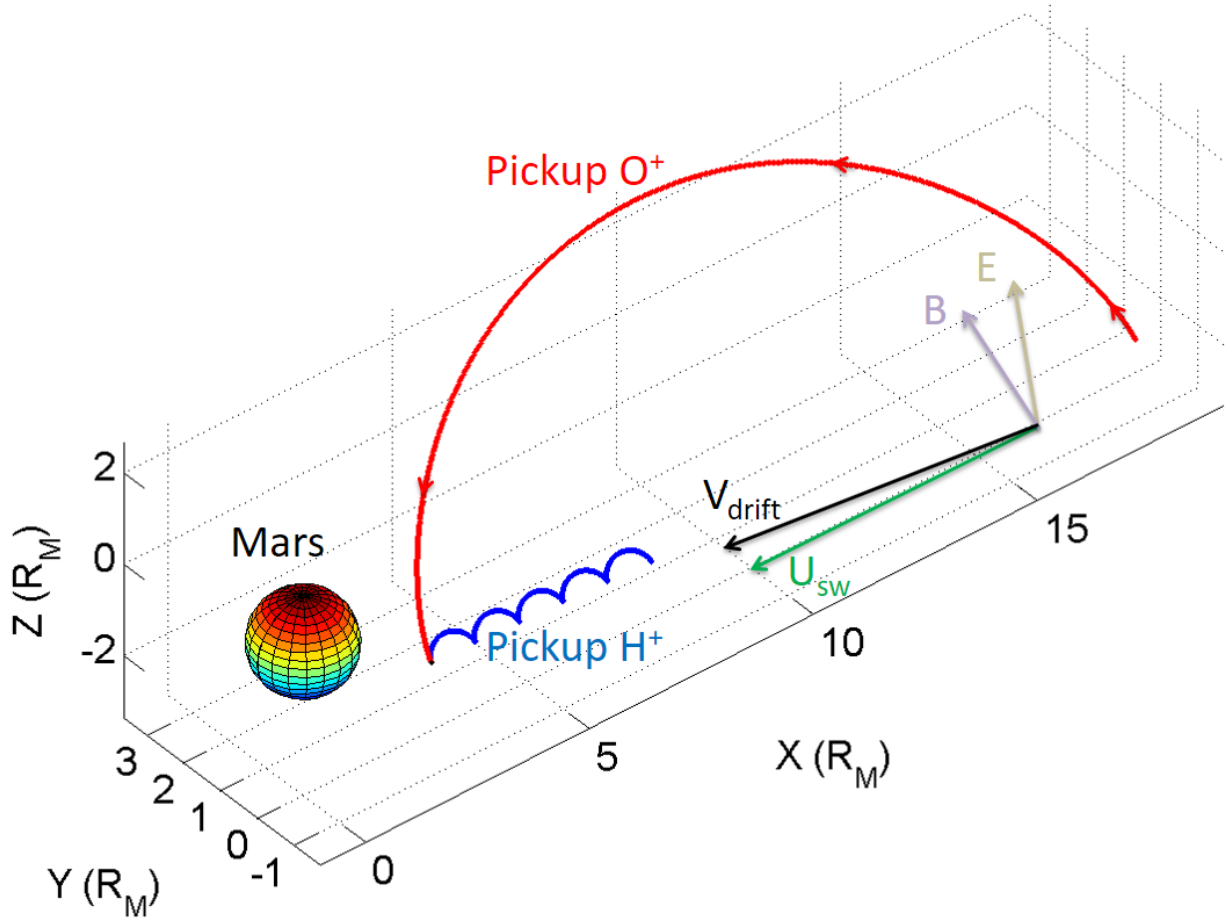 Pickup O⁺
E
B
V_drift
U_sw
Mars
Pickup H⁺
2
0
-2
Z (R_M)
3
2
1
0
-1
Y (R_M)
0
5
10
15
X (R_M)